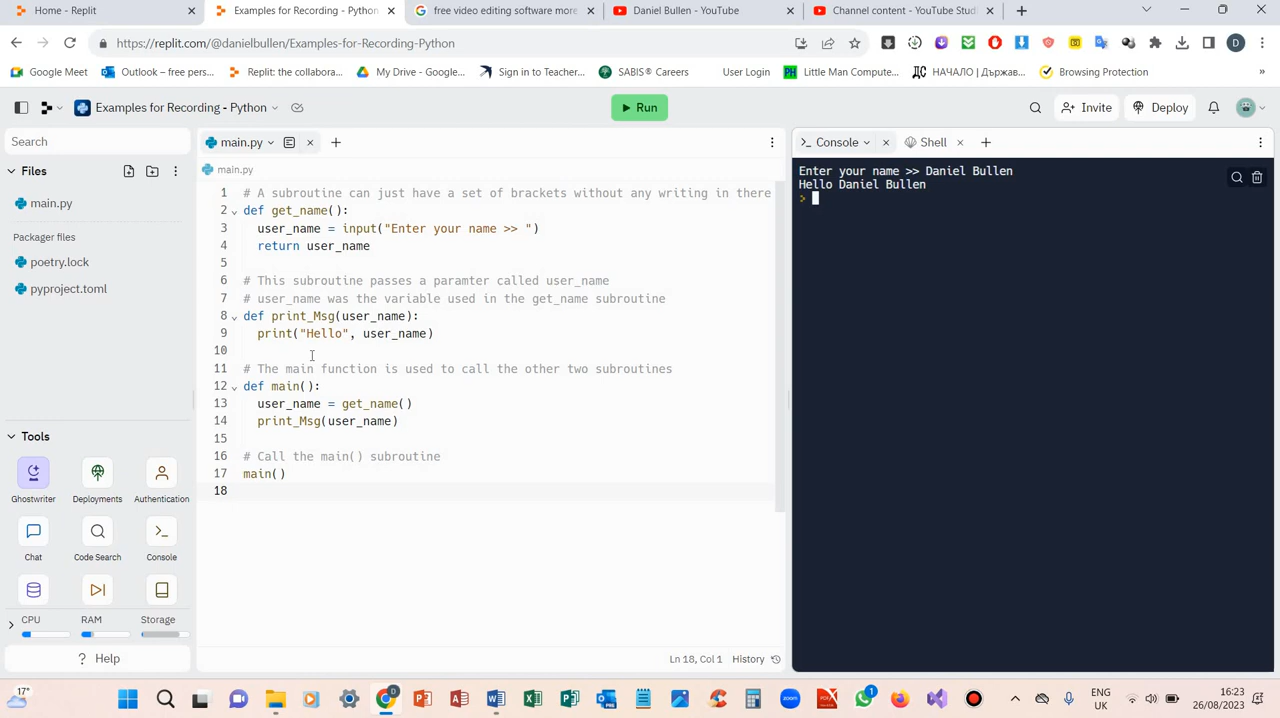 Home - Replit
Examples for Recording - Python
free video editing software more
Daniel Bullen - YouTube
Channel content - YouTube Stud
https://replit.com/@danielbullen/Examples-for-Recording-Python
Google Meet
Outlook – free pers...
Replit: the collabora...
My Drive - Google...
Sign in to Teacher...
SABIS® Careers
User Login
PH Little Man Compute...
НАЧАЛО | Държав...
Browsing Protection
Examples for Recording - Python
Run
Invite
Deploy
Search
main.py
Console
Shell
Files
main.py
main.py
Packager files
poetry.lock
pyproject.toml
1 # A subroutine can just have a set of brackets without any writing in there
2 def get_name():
3 user_name = input("Enter your name >> ")
4 return user_name
5
6 # This subroutine passes a paramter called user_name
7 # user_name was the variable used in the get_name subroutine
8 def print_Msg(user_name):
9 print("Hello", user_name)
10
11 # The main function is used to call the other two subroutines
12 def main():
13 user_name = get_name()
14 print_Msg(user_name)
15
16 # Call the main() subroutine
17 main()
18
Enter your name >> Daniel Bullen
Hello Daniel Bullen
>
Tools
Ghostwriter
Deployments
Authentication
Chat
Code Search
Console
CPU
RAM
Storage
? Help
Ln 18, Col 1
History
17°
ENG
UK
16:23
26/08/2023